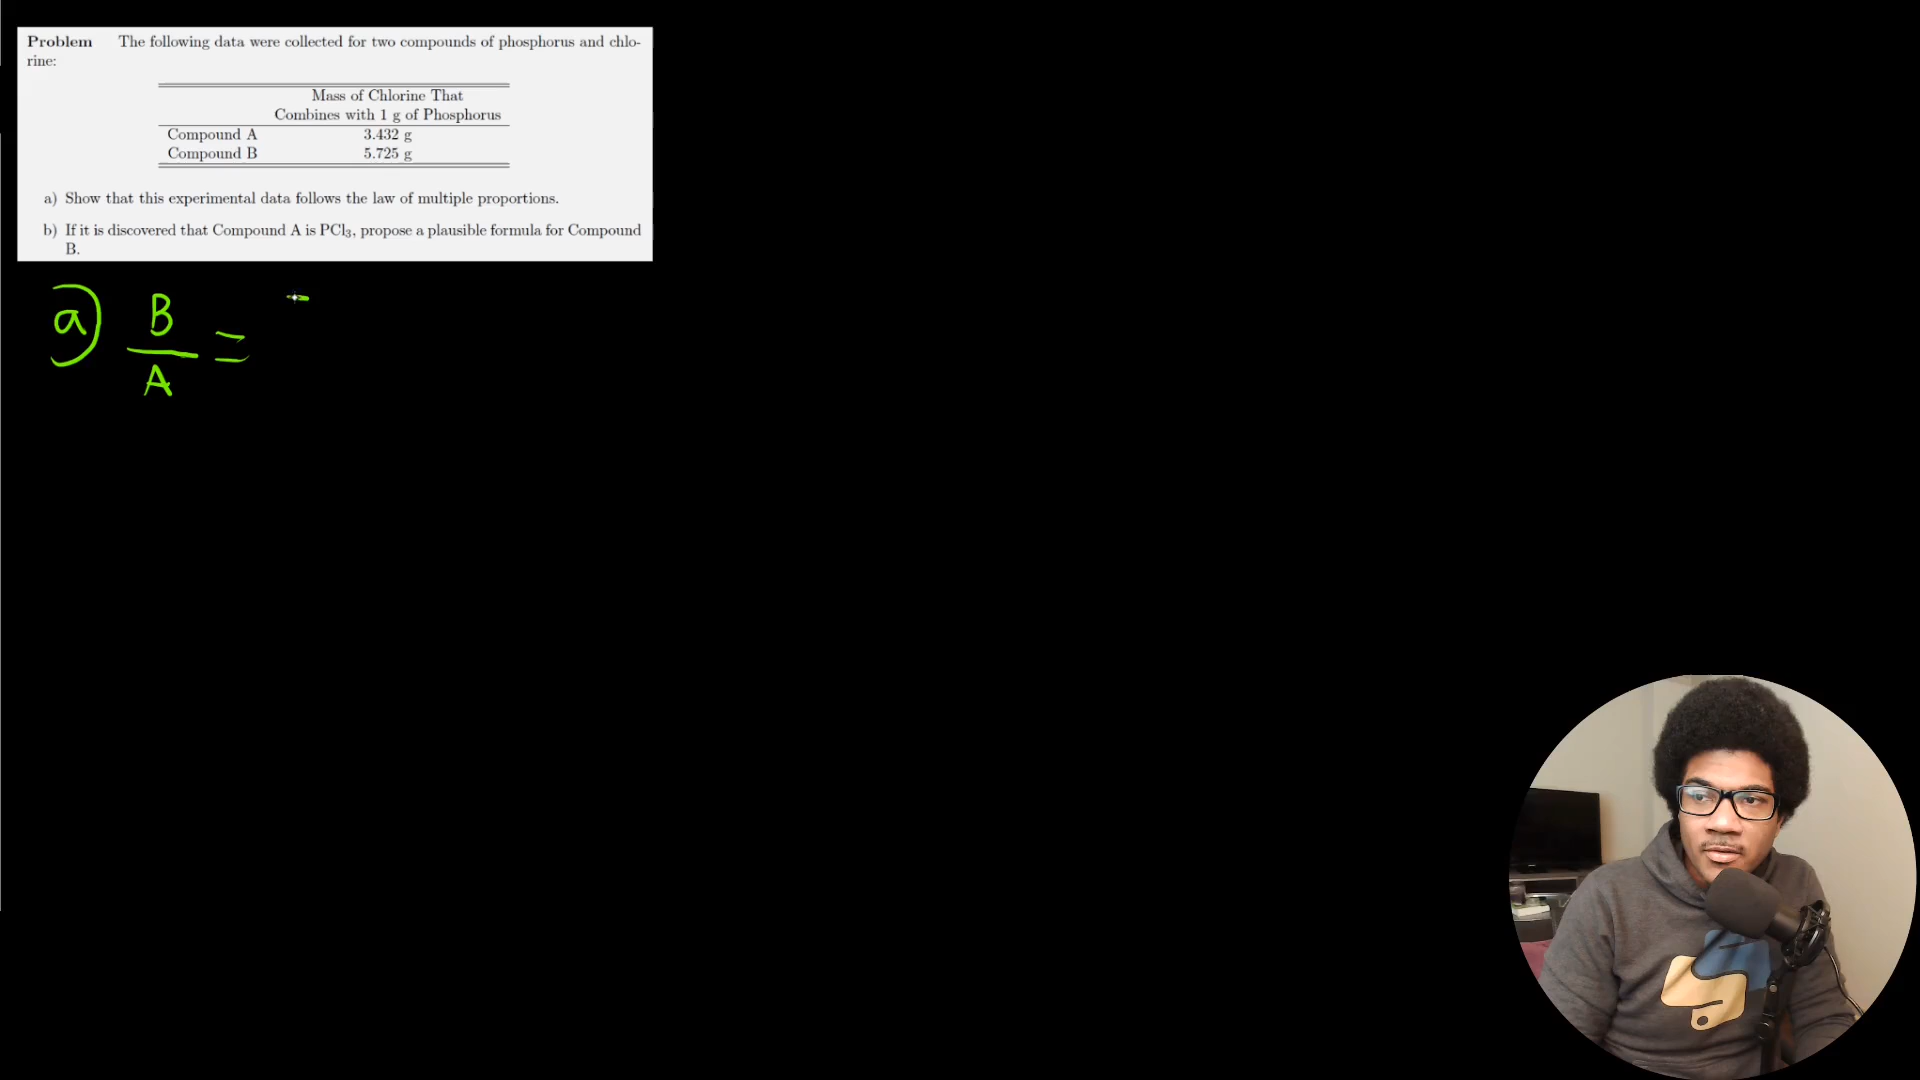 Problem The following data were collected for two compounds of phosphorus and chlo-
rine:
Mass of Chlorine That
Combines with 1 g of Phosphorus
Compound A 3.432 g
Compound B 5.725 g
a) Show that this experimental data follows the law of multiple proportions.
b) If it is discovered that Compound A is PCl₃, propose a plausible formula for Compound
B.
a) B
=
A